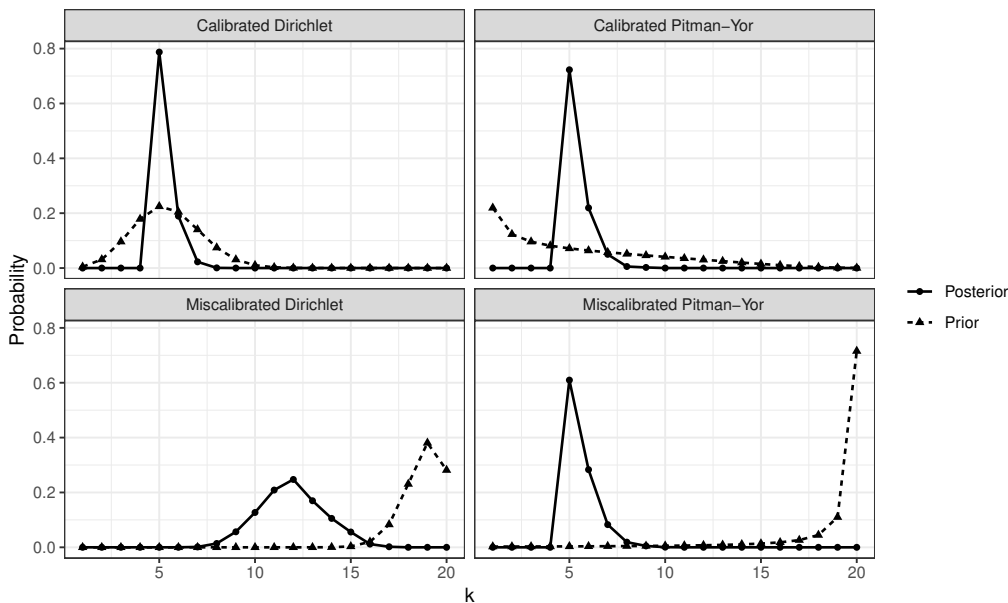 Calibrated Dirichlet
Calibrated Pitman−Yor
0.8
0.6
0.4
0.2
0.0
Miscalibrated Dirichlet
Miscalibrated Pitman−Yor
0.8
0.6
0.4
0.2
0.0
5
10
15
20
5
10
15
20
k
Probability
Posterior
Prior